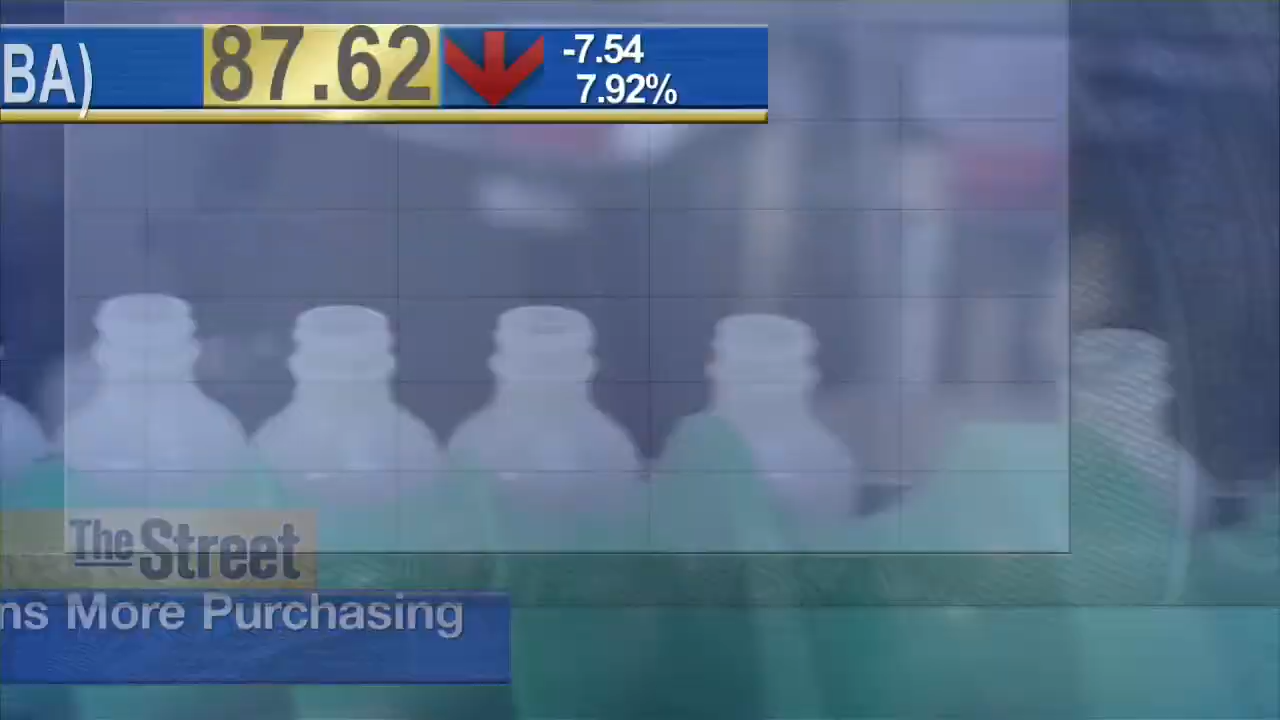 BA)
87.62
-7.54
7.92%
The Street
ns More Purchasing